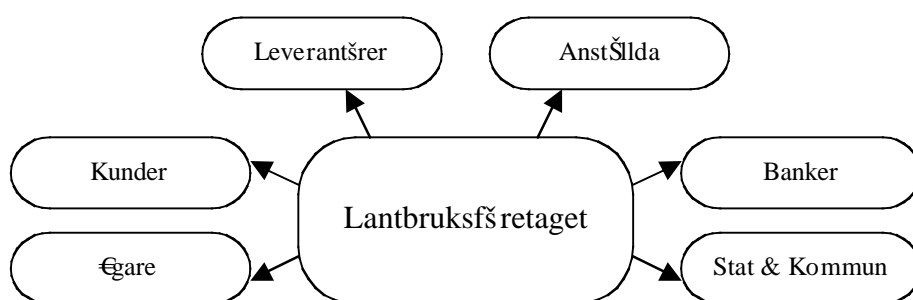 Leverantšrer
AnstŠllda
Kunder
Banker
Lantbruksfšretaget
€gare
Stat & Kommun